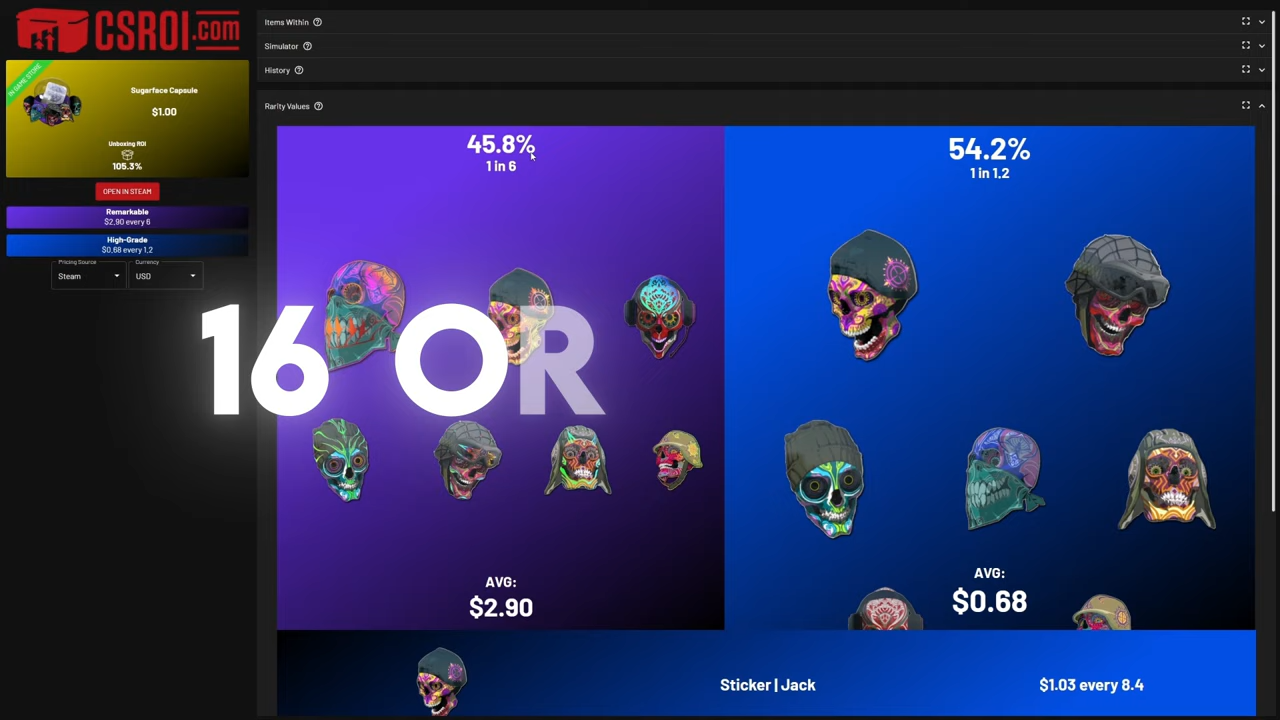 CSROI.com
IN GAME STORE
Sugarface Capsule
$1.00
Unboxing ROI
105.3%
OPEN IN STEAM
Remarkable
$2.90 every 6
High-Grade
$0.68 every 1.2
Pricing Source
Steam
Currency
USD
Items Within
Simulator
History
Rarity Values
45.8%
1 in 6
54.2%
1 in 1.2
16 OR
AVG:
$2.90
AVG:
$0.68
Sticker | Jack
$1.03 every 8.4